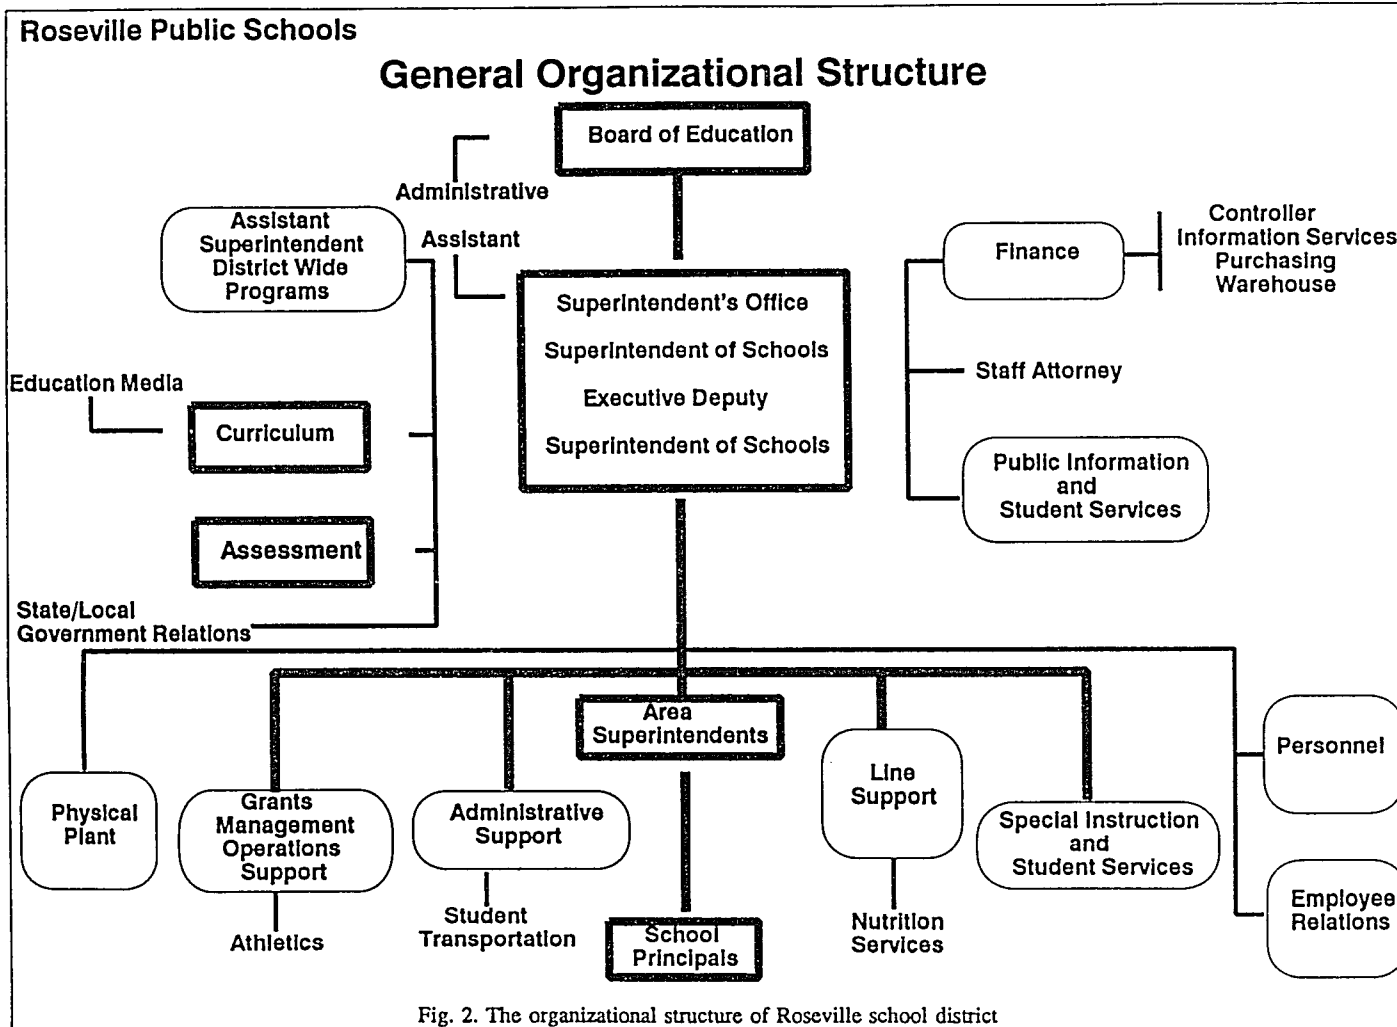 Roseville Public Schools
General Organizational Structure
Board of Education
Administrative
Assistant
Assistant
Superintendent
District Wide
Programs
Superintendent's Office
Superintendent of Schools
Executive Deputy
Superintendent of Schools
Finance
Controller
Information Services
Purchasing
Warehouse
Staff Attorney
Public Information
and
Student Services
Education Media
Curriculum
Assessment
State/Local
Government Relations
Area
Superintendents
Physical
Plant
Grants
Management
Operations
Support
Athletics
Administrative
Support
Student
Transportation
School
Principals
Line
Support
Nutrition
Services
Special Instruction
and
Student Services
Personnel
Employee
Relations
Fig. 2. The organizational structure of Roseville school district